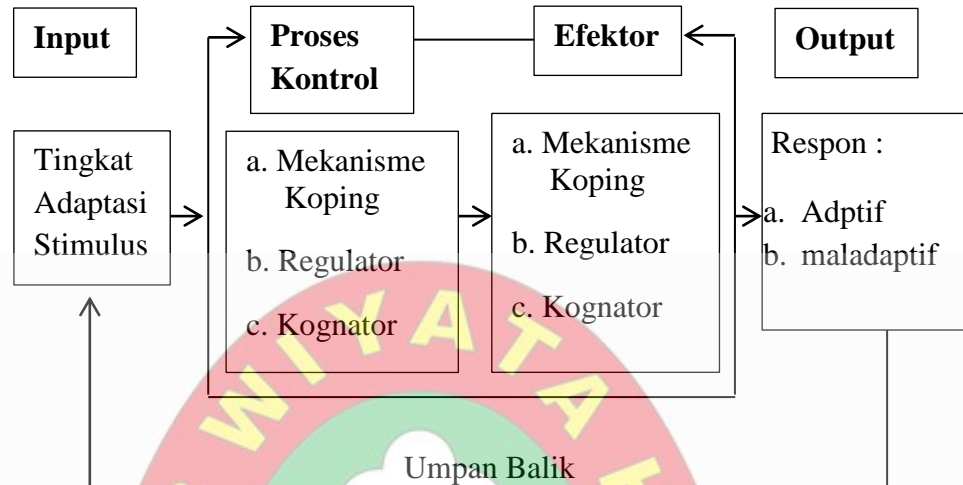 Input
Proses
Kontrol
Efektor
Output
Tingkat
Adaptasi
Stimulus
a. Mekanisme
Koping
b. Regulator
c. Kognator
a. Mekanisme
Koping
b. Regulator
c. Kognator
Respon :
a. Adptif
b. maladaptif
WIYATA
Umpan Balik